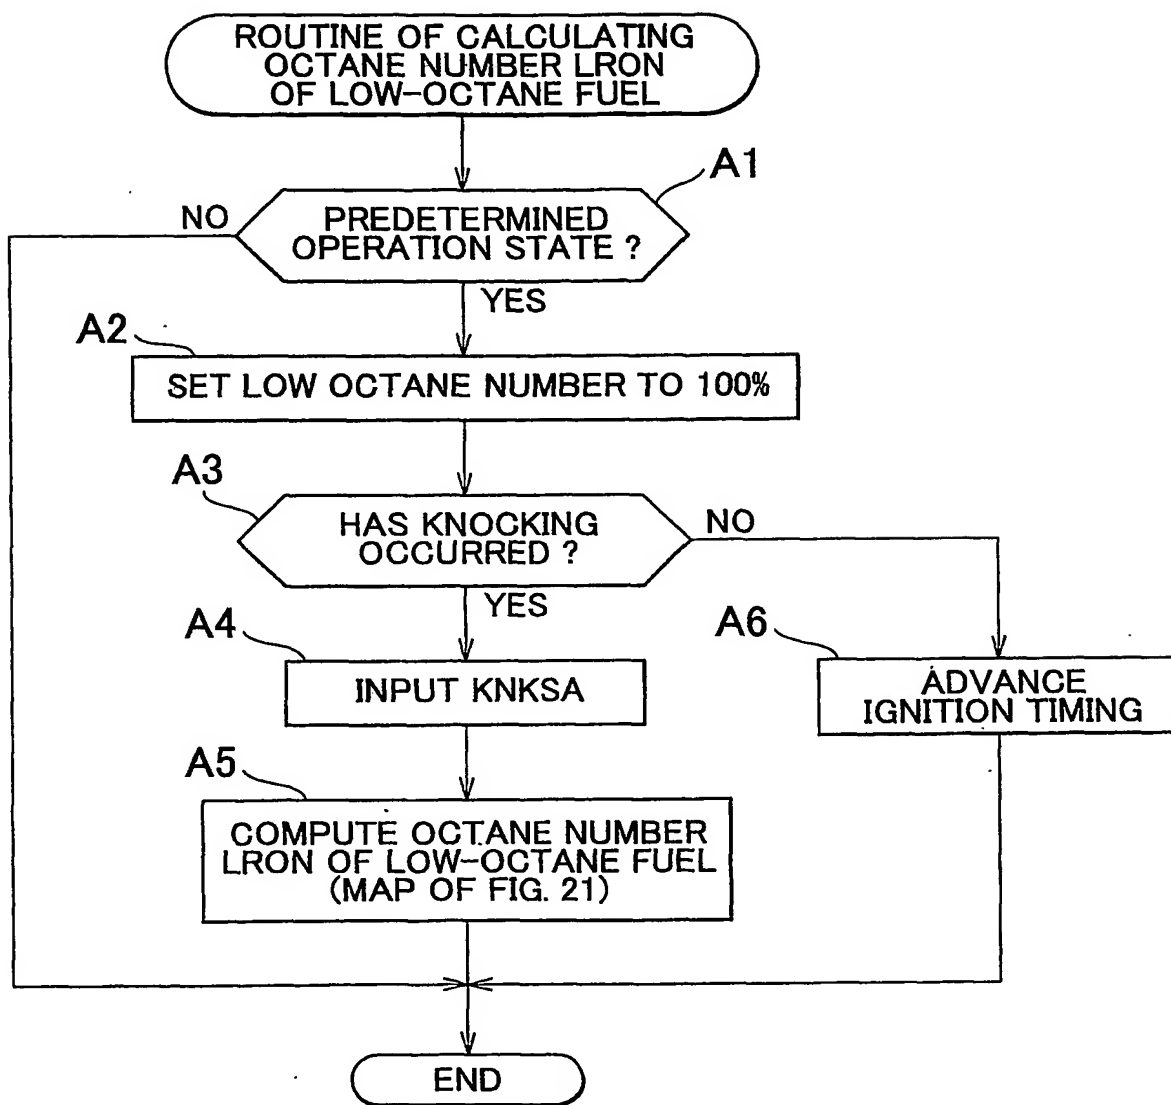 ROUTINE OF CALCULATING
OCTANE NUMBER LRON
OF LOW-OCTANE FUEL
A1
NO
PREDETERMINED
OPERATION STATE ?
YES
A2
SET LOW OCTANE NUMBER TO 100%
A3
HAS KNOCKING
OCCURRED ?
NO
YES
A4
INPUT KNKSA
A6
ADVANCE
IGNITION TIMING
A5
COMPUTE OCTANE NUMBER
LRON OF LOW-OCTANE FUEL
(MAP OF FIG. 21)
END